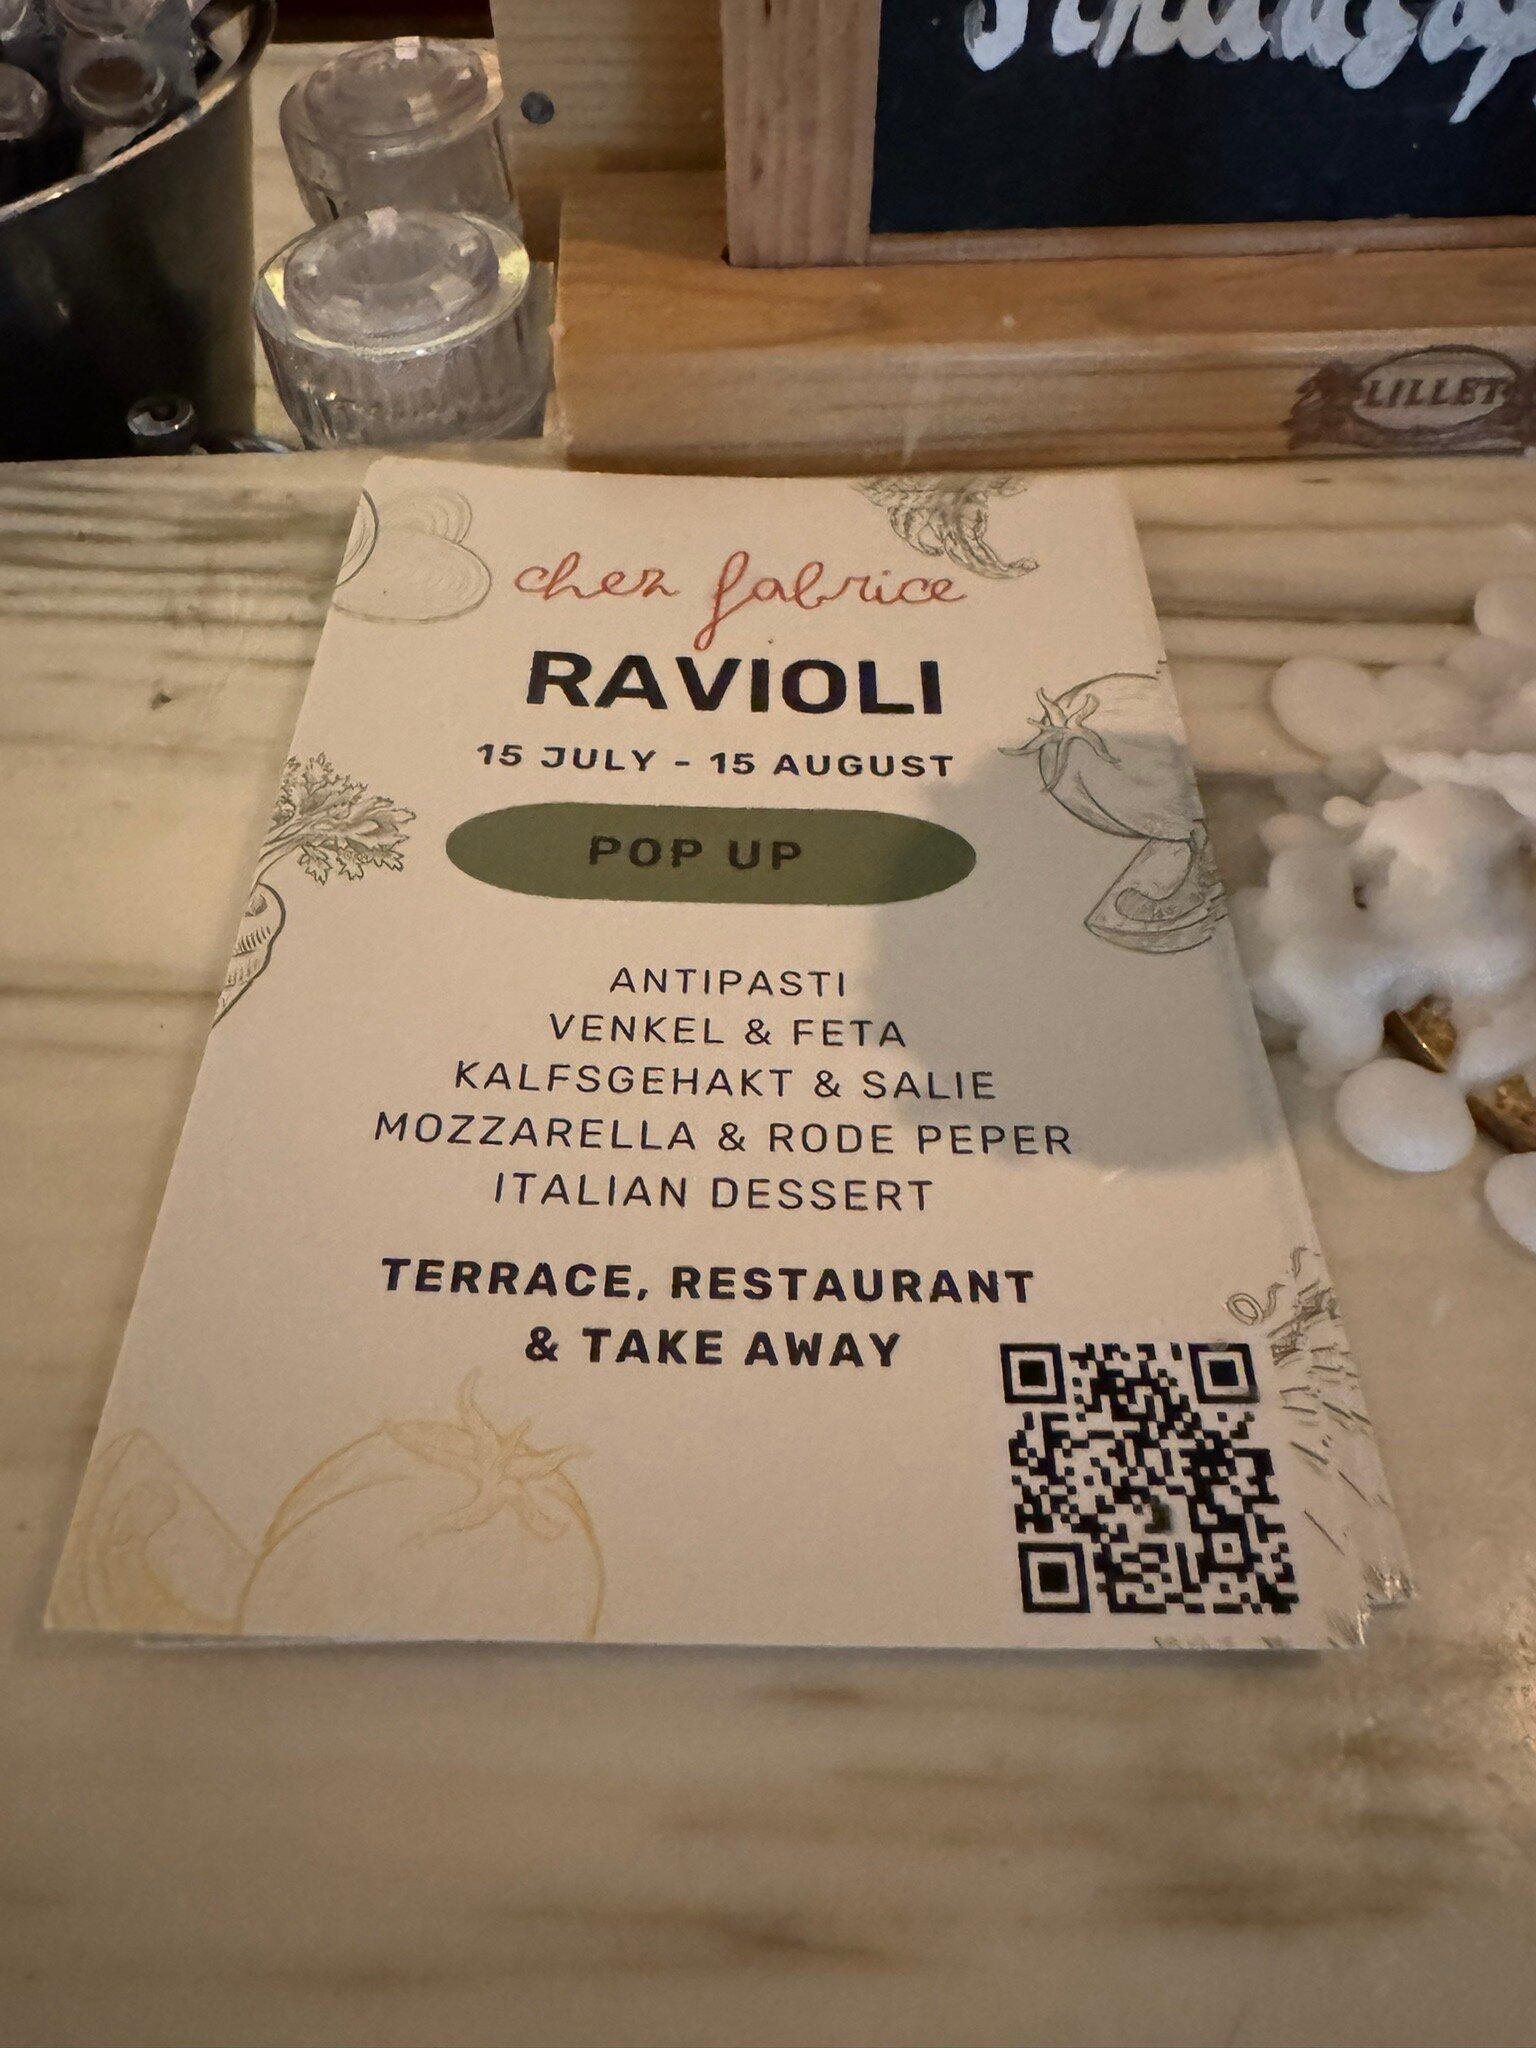 LILLET
chez fabrice
RAVIOLI
15 JULY - 15 AUGUST
POP UP
ANTIPASTI
VENKEL & FETA
KALFSGEHAKT & SALIE
MOZZARELLA & RODE PEPER
ITALIAN DESSERT
TERRACE, RESTAURANT
& TAKE AWAY